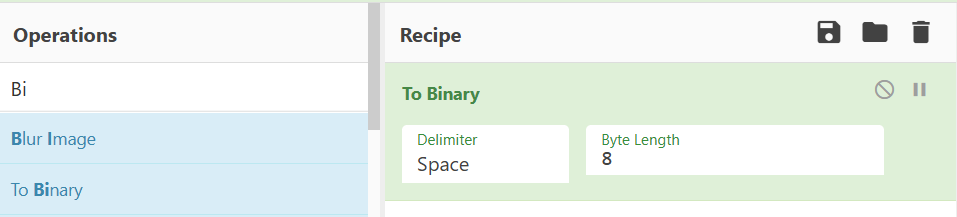 Operations
Bi
Blur Image
To Binary
Recipe
To Binary
Delimiter
Space
Byte Length
8